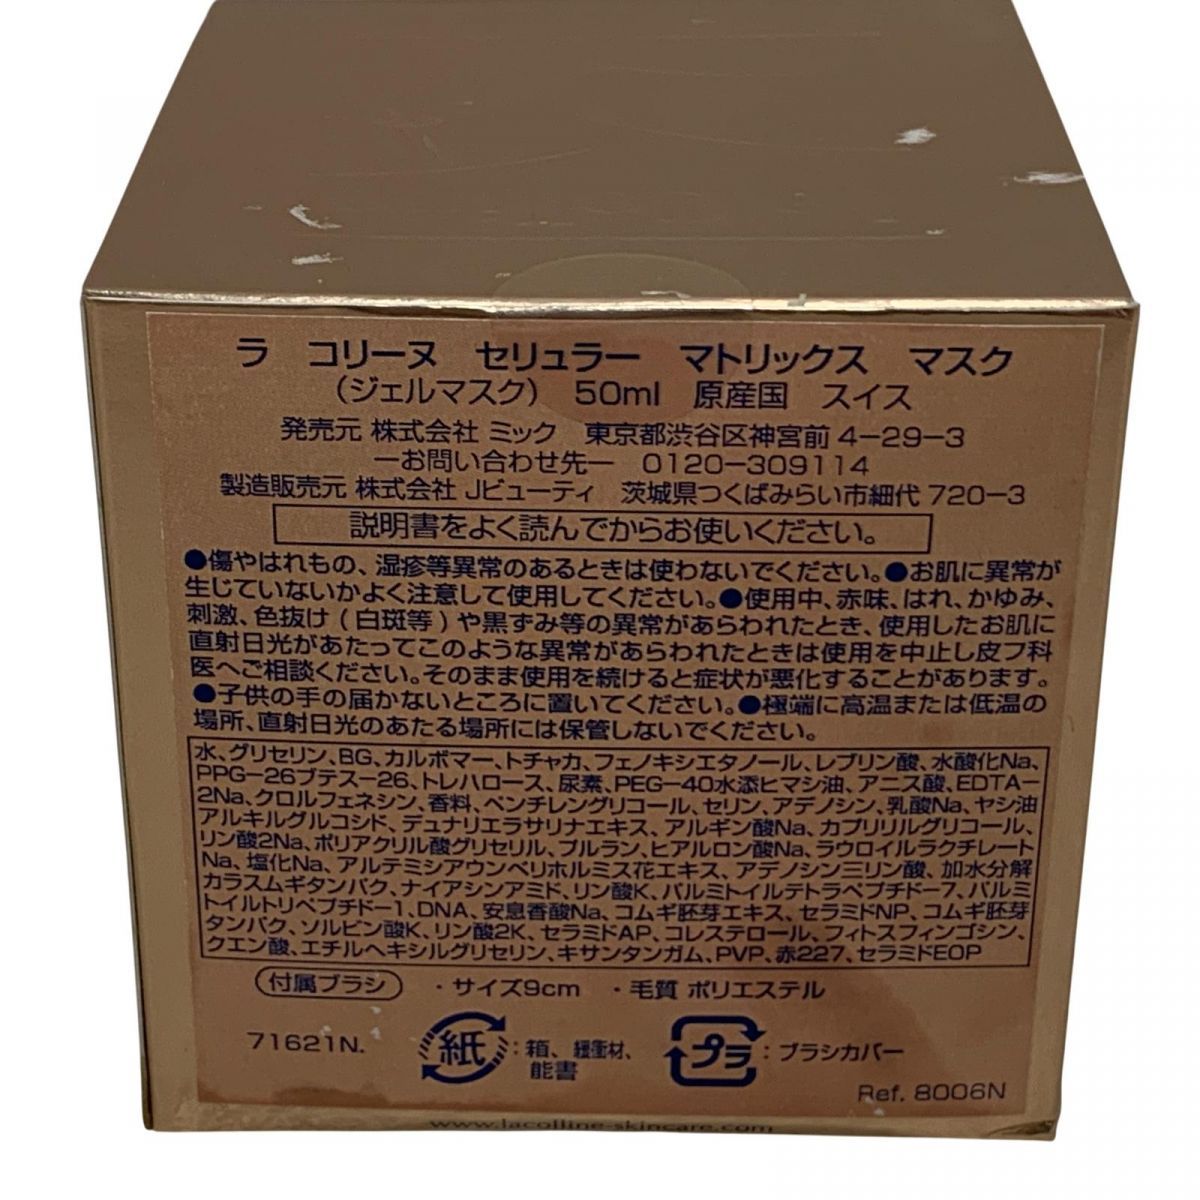 ラ コリーヌ セリュラー マトリックス マスク
(ジェルマスク) 50ml 原産国 スイス
発売元 株式会社 ミック 東京都渋谷区神宮前 4-29-3
―お問い合わせ先― 0120-309114
製造販売元 株式会社 Jビューティ 茨城県つくばみらい市細代 720-3
説明書をよく読んでからお使いください。
●傷やはれもの、湿疹等異常のあるときは使わないでください。●お肌に異常が
生じていないかよく注意して使用してください。●使用中、赤味、はれ、かゆみ、
刺激、色抜け(白斑等)や黒ずみ等の異常があらわれたとき、使用したお肌に
直射日光があたってこのような異常があらわれたときは使用を中止し皮フ科
医へご相談ください。そのまま使用を続けると症状が悪化することがあります。
●子供の手の届かないところに置いてください。●極端に高温または低温の
場所、直射日光のあたる場所には保管しないでください。
水、グリセリン、BG、カルボマー、トチャカ、フェノキシエタノール、レブリン酸、水酸化Na、
PPG-26ブテス-26、トレハロース、尿素、PEG-40水添ヒマシ油、アニス酸、EDTA-
2Na、クロルフェネシン、香料、ペンチレングリコール、セリン、アデノシン、乳酸Na、ヤシ油
アルキルグルコシド、デュナリエラサリナエキス、アルギン酸Na、カプリリルグリコール、
リン酸2Na、ポリアクリル酸グリセリル、プルラン、ヒアルロン酸Na、ラウロイルラクチレート
Na、塩化Na、アルテミシアウンベリホルミス花エキス、アデノシン三リン酸、加水分解
カラスムギタンパク、ナイアシンアミド、リン酸K、パルミトイルテトラペプチド-7、パルミ
トイルトリペプチド-1、DNA、安息香酸Na、コムギ胚芽エキス、セラミドNP、コムギ胚芽
タンパク、ソルビン酸K、リン酸2K、セラミドAP、コレステロール、フィトスフィンゴシン、
クエン酸、エチルヘキシルグリセリン、キサンタンガム、PVP、赤227、セラミドEOP
付属ブラシ ・サイズ9cm ・毛質 ポリエステル
71621N. 紙 : 箱、緩衝材、 プラ : ブラシカバー
能書
Ref. 8006N
www.lacolline-skincare.com